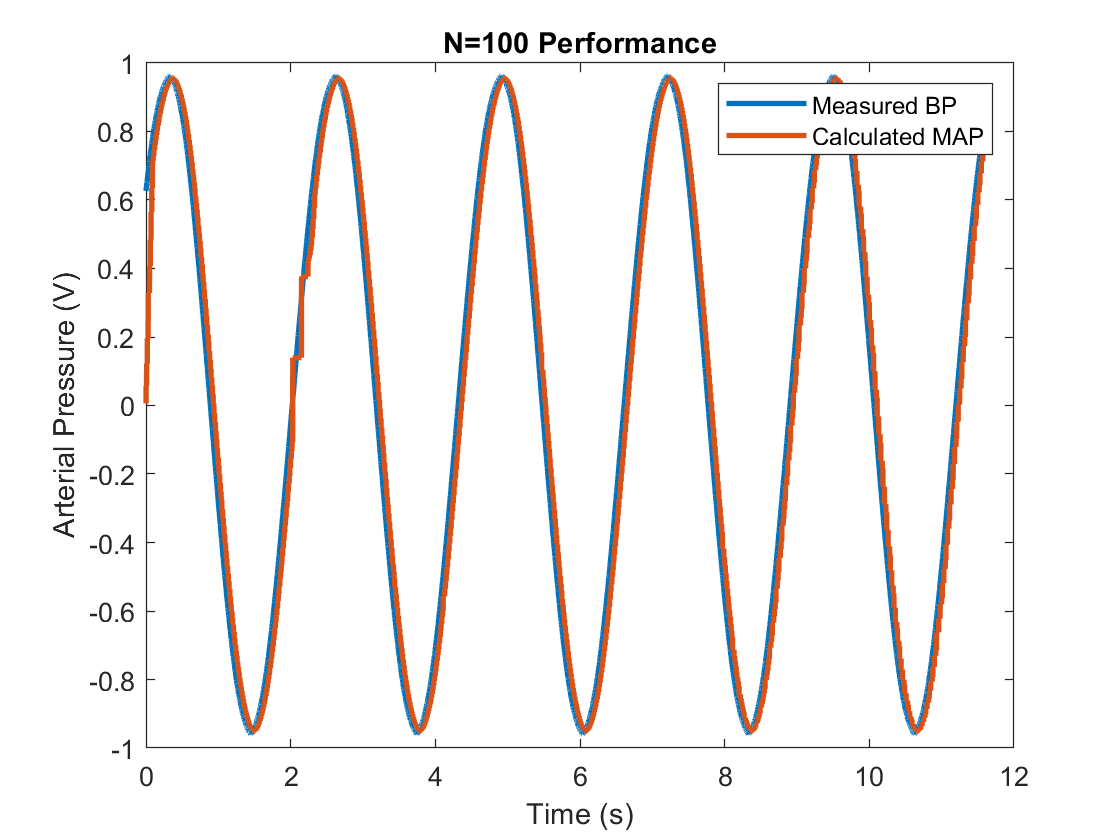 N=100 Performance
1
0.8
0.6
0.4
0.2
0
-0.2
-0.4
-0.6
-0.8
-1
Arterial Pressure (V)
Measured BP
Calculated MAP
0 2 4 6 8 10 12
Time (s)